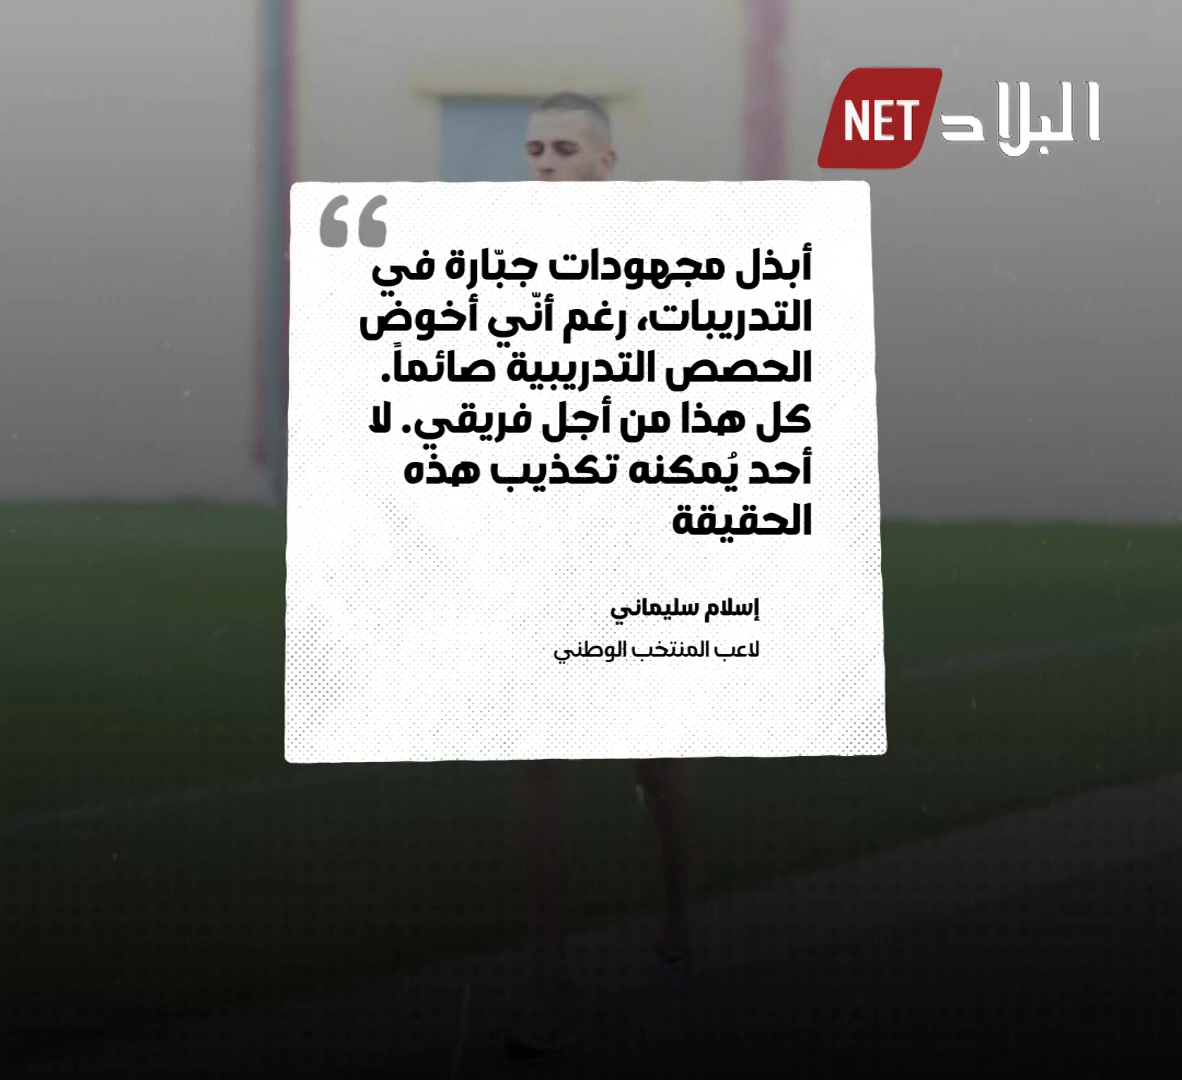 البلاد NET
أبذل مجهودات جبّارة في
التدريبات، رغم أنّي أخوض
الحصص التدريبية صائماً.
كل هذا من أجل فريقي. لا
أحد يُمكنه تكذيب هذه
الحقيقة
إسلام سليماني
لاعب المنتخب الوطني